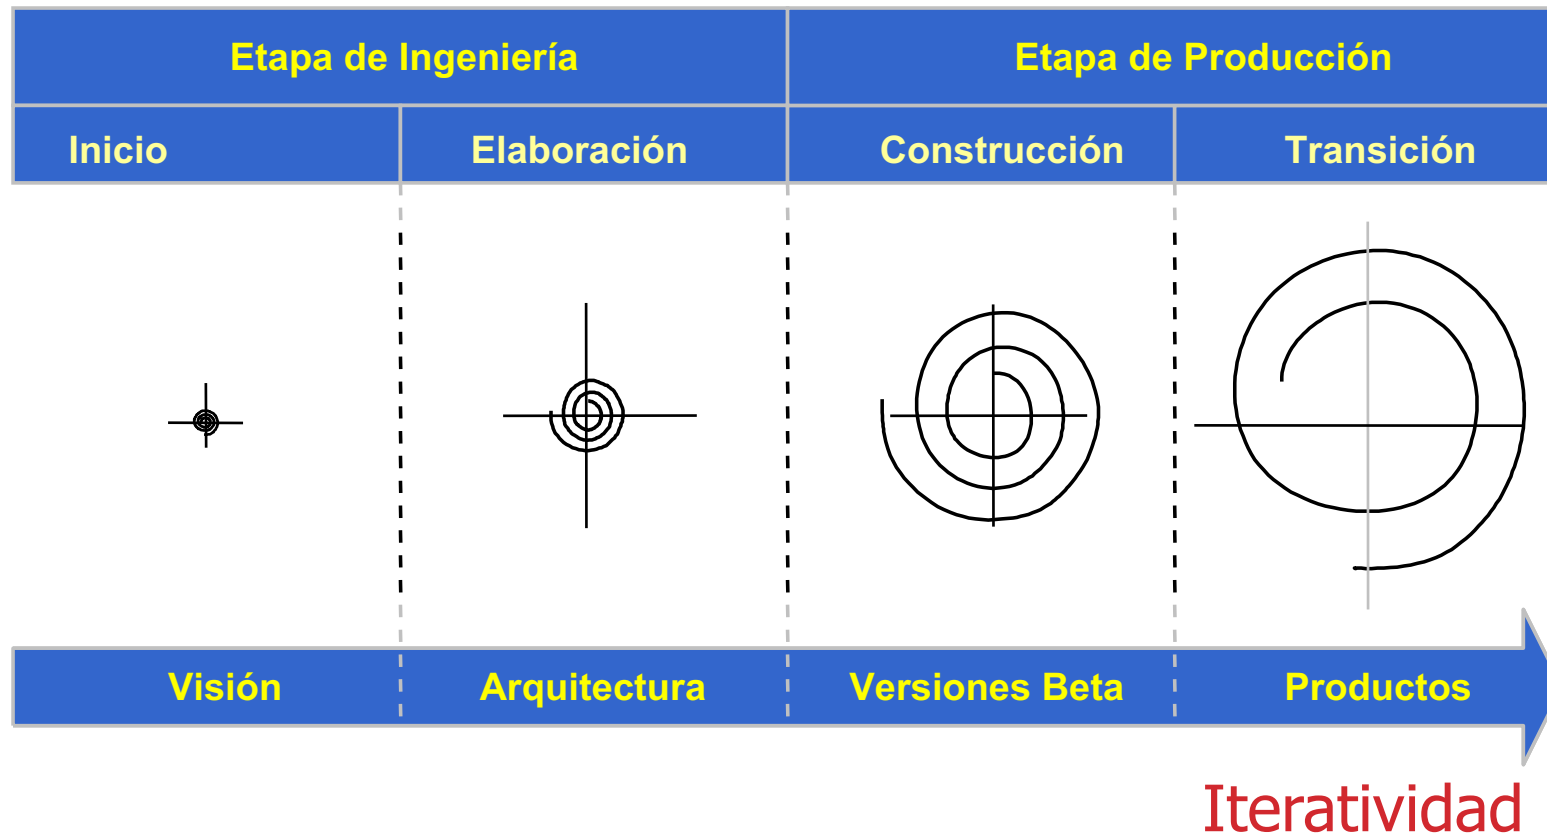 Etapa de Ingeniería
Etapa de Producción
Inicio
Elaboración
Construcción
Transición
Visión
Arquitectura
Versiones Beta
Productos
Iteratividad